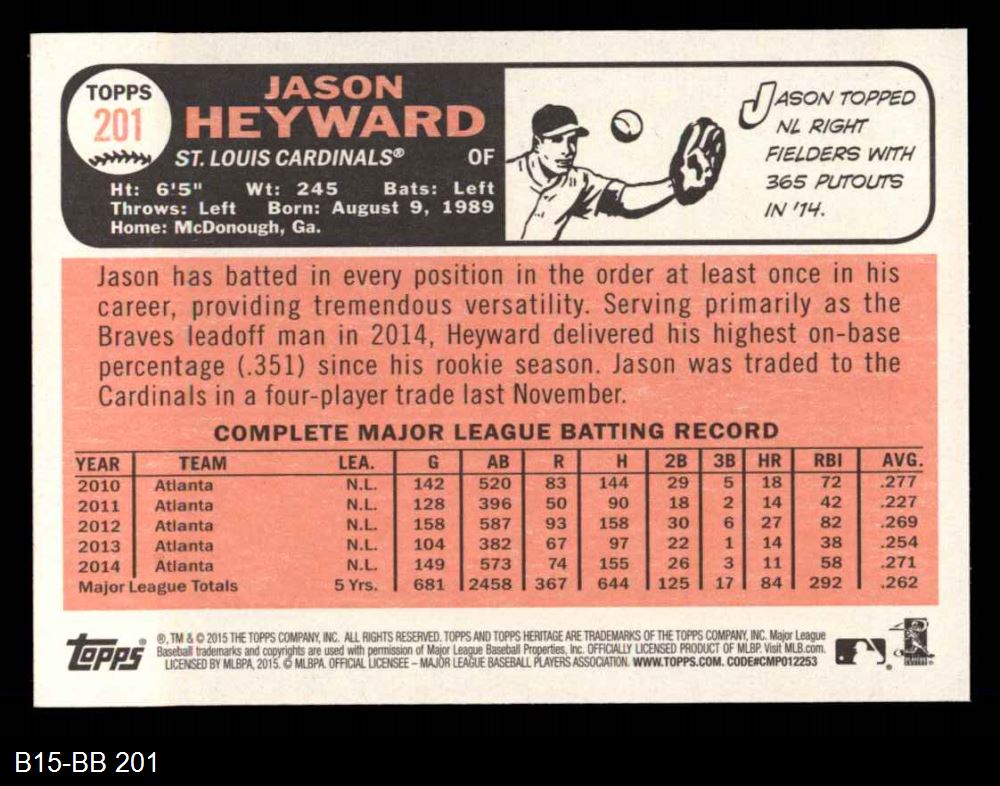 TOPPS
201
JASON
HEYWARD
ST. LOUIS CARDINALS® OF
Ht: 6'5" Wt: 245 Bats: Left
Throws: Left Born: August 9, 1989
Home: McDonough, Ga.
JASON TOPPED
NL RIGHT
FIELDERS WITH
365 PUTOUTS
IN '14.
Jason has batted in every position in the order at least once in his
career, providing tremendous versatility. Serving primarily as the
Braves leadoff man in 2014, Heyward delivered his highest on-base
percentage (.351) since his rookie season. Jason was traded to the
Cardinals in a four-player trade last November.
COMPLETE MAJOR LEAGUE BATTING RECORD
YEAR TEAM LEA. G AB R H 2B 3B HR RBI AVG.
2010 Atlanta N.L. 142 520 83 144 29 5 18 72 .277
2011 Atlanta N.L. 128 396 50 90 18 2 14 42 .227
2012 Atlanta N.L. 158 587 93 158 30 6 27 82 .269
2013 Atlanta N.L. 104 382 67 97 22 1 14 38 .254
2014 Atlanta N.L. 149 573 74 155 26 3 11 58 .271
Major League Totals 5 Yrs. 681 2458 367 644 125 17 84 292 .262
Topps®
®, TM & © 2015 THE TOPPS COMPANY, INC. ALL RIGHTS RESERVED. TOPPS AND TOPPS HERITAGE ARE TRADEMARKS OF THE TOPPS COMPANY, INC. Major League
Baseball trademarks and copyrights are used with permission of Major League Baseball Properties, Inc. OFFICIALLY LICENSED PRODUCT OF MLBP. Visit MLB.com.
LICENSED BY MLBPA, 2015. © MLBPA. OFFICIAL LICENSEE – MAJOR LEAGUE BASEBALL PLAYERS ASSOCIATION. WWW.TOPPS.COM. CODE#CMP012253
B15-BB 201